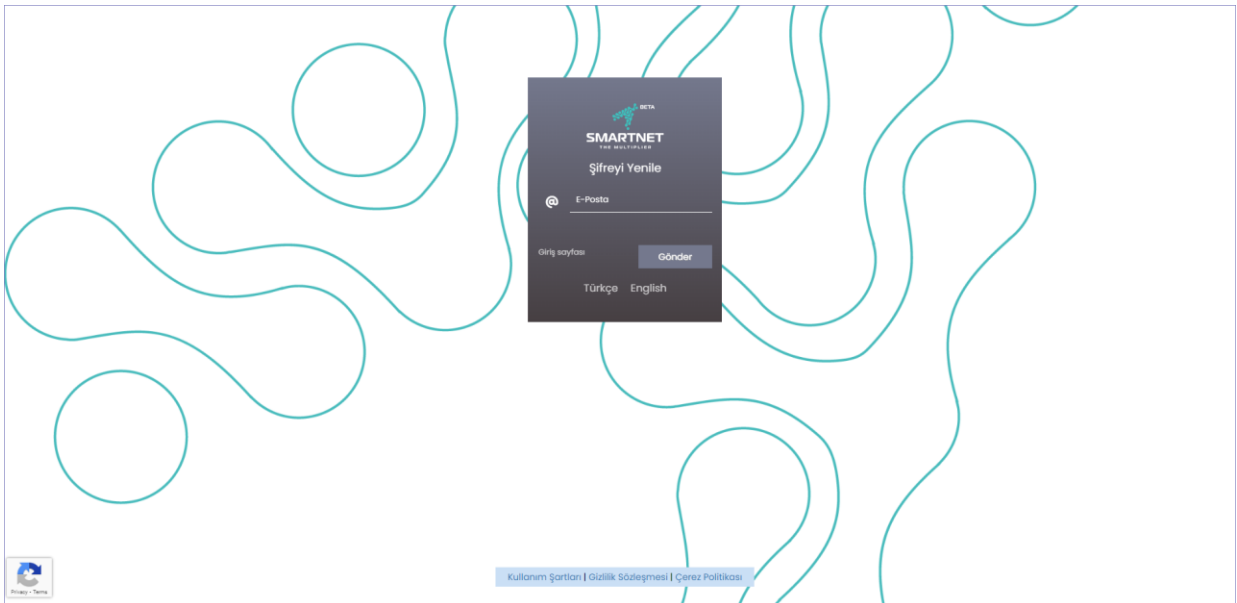 BETA
SMARTNET
THE MULTIPLIER
Şifreyi Yenile
@ E-Posta
Giriş sayfası Gönder
Türkçe English
Kullanım Şartları | Gizlilik Sözleşmesi | Çerez Politikası
Privacy - Terms